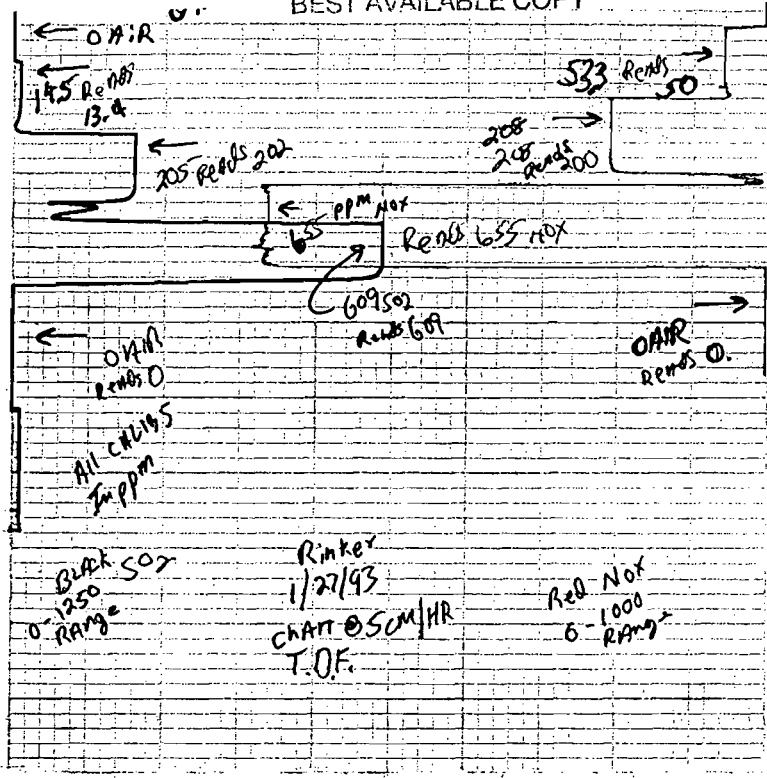 BEST AVAILABLE COPY
0 AIR
14.5 Reads
13.4
533 Reads
50
205 Reads 202
208
208
Reads
200
655 PPM NOX
Reads 655 NOX
609 SO2
Reads 609
0 AIR
Reads 0
0 AIR
Reads 0.
All CALIBS
In ppm
BLACK SO2
0-1250
RANGE
Rinker
1/27/93
CHART @ 5CM/HR
T.O.F.
Red NOX
0-1000
RANGE